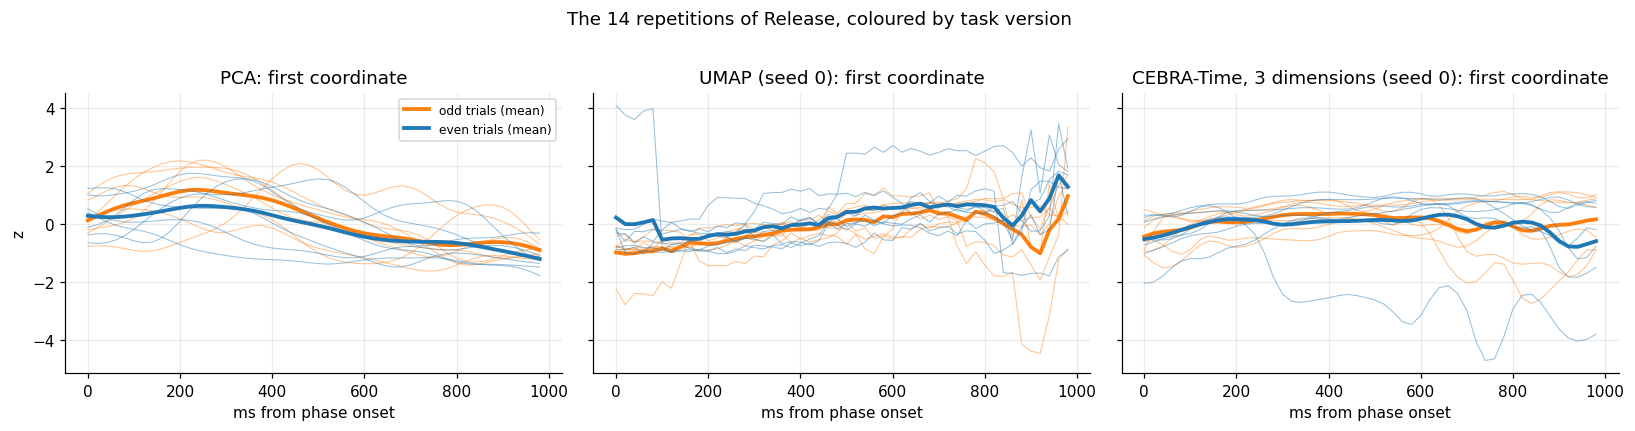 The 14 repetitions of Release, coloured by task version
PCA: first coordinate
z
4
2
0
−2
−4
odd trials (mean)
even trials (mean)
0 200 400 600 800 1000
ms from phase onset
UMAP (seed 0): first coordinate
0 200 400 600 800 1000
ms from phase onset
CEBRA-Time, 3 dimensions (seed 0): first coordinate
0 200 400 600 800 1000
ms from phase onset